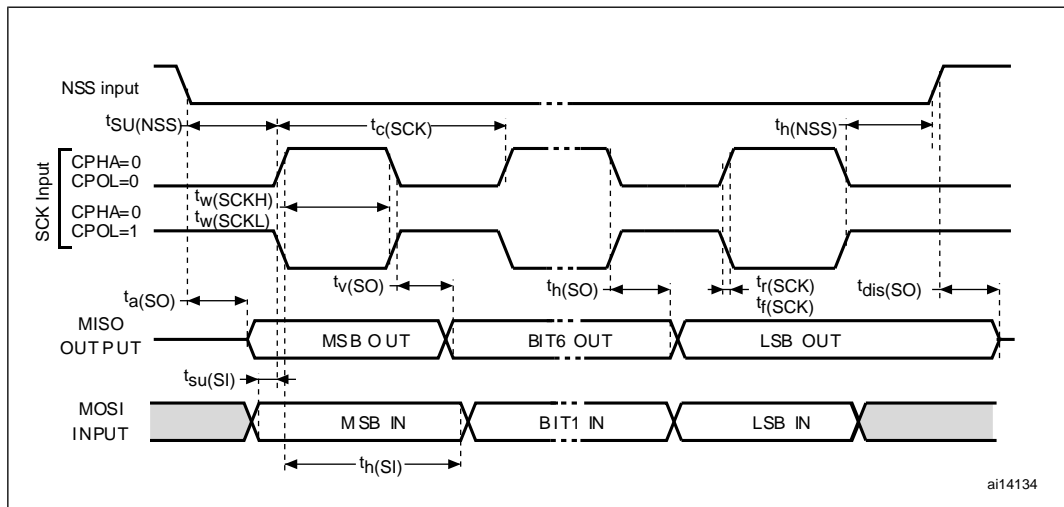 NSS input
tSU(NSS)
tc(SCK)
th(NSS)
SCK Input
CPHA=0
CPOL=0
tw(SCKH)
tw(SCKL)
CPHA=0
CPOL=1
ta(SO)
tv(SO)
th(SO)
tr(SCK)
tf(SCK)
tdis(SO)
MISO
OUTPUT
MSB OUT
BIT6 OUT
LSB OUT
tsu(SI)
MOSI
INPUT
MSB IN
BIT1 IN
LSB IN
th(SI)
ai14134